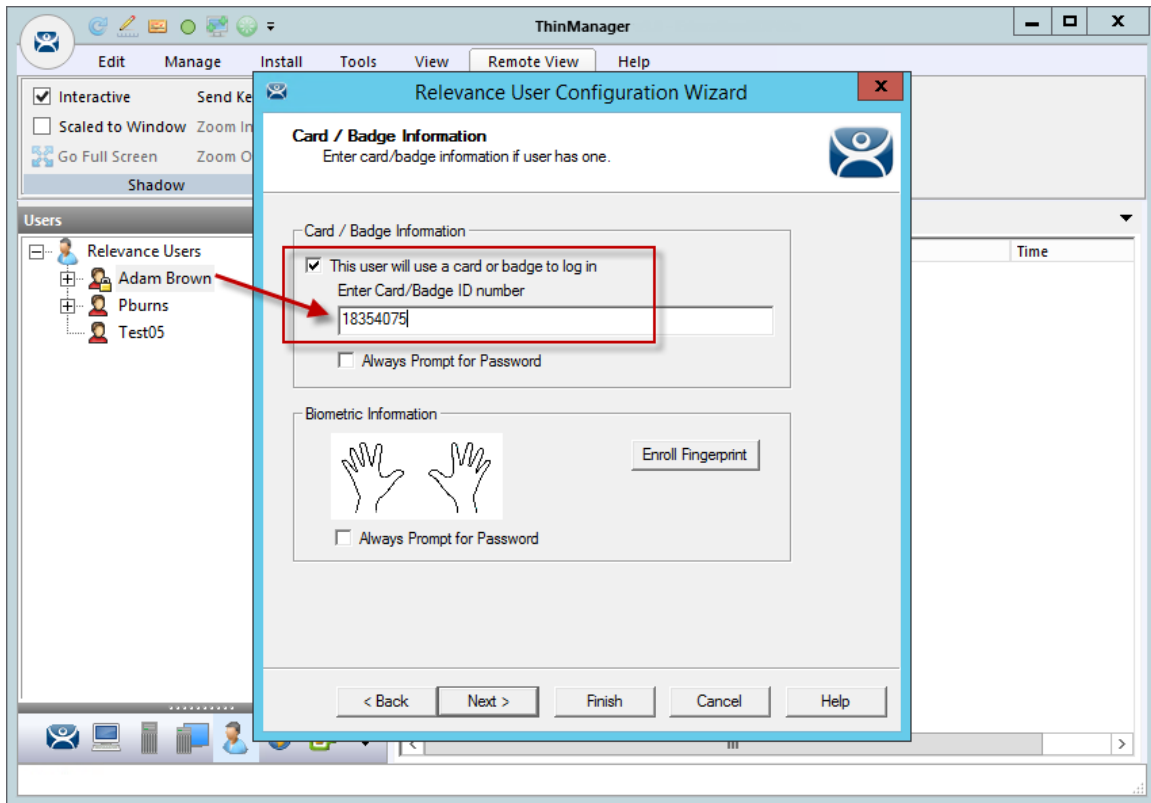 ThinManager
Edit Manage Install Tools View Remote View Help
Interactive Send Ke
Scaled to Window Zoom In
Go Full Screen Zoom O
Shadow
Relevance User Configuration Wizard
Card / Badge Information
Enter card/badge information if user has one.
Users
Relevance Users
Adam Brown
Pburns
Test05
Time
Card / Badge Information
This user will use a card or badge to log in
Enter Card/Badge ID number
18354075
Always Prompt for Password
Biometric Information
Enroll Fingerprint
Always Prompt for Password
< Back Next > Finish Cancel Help